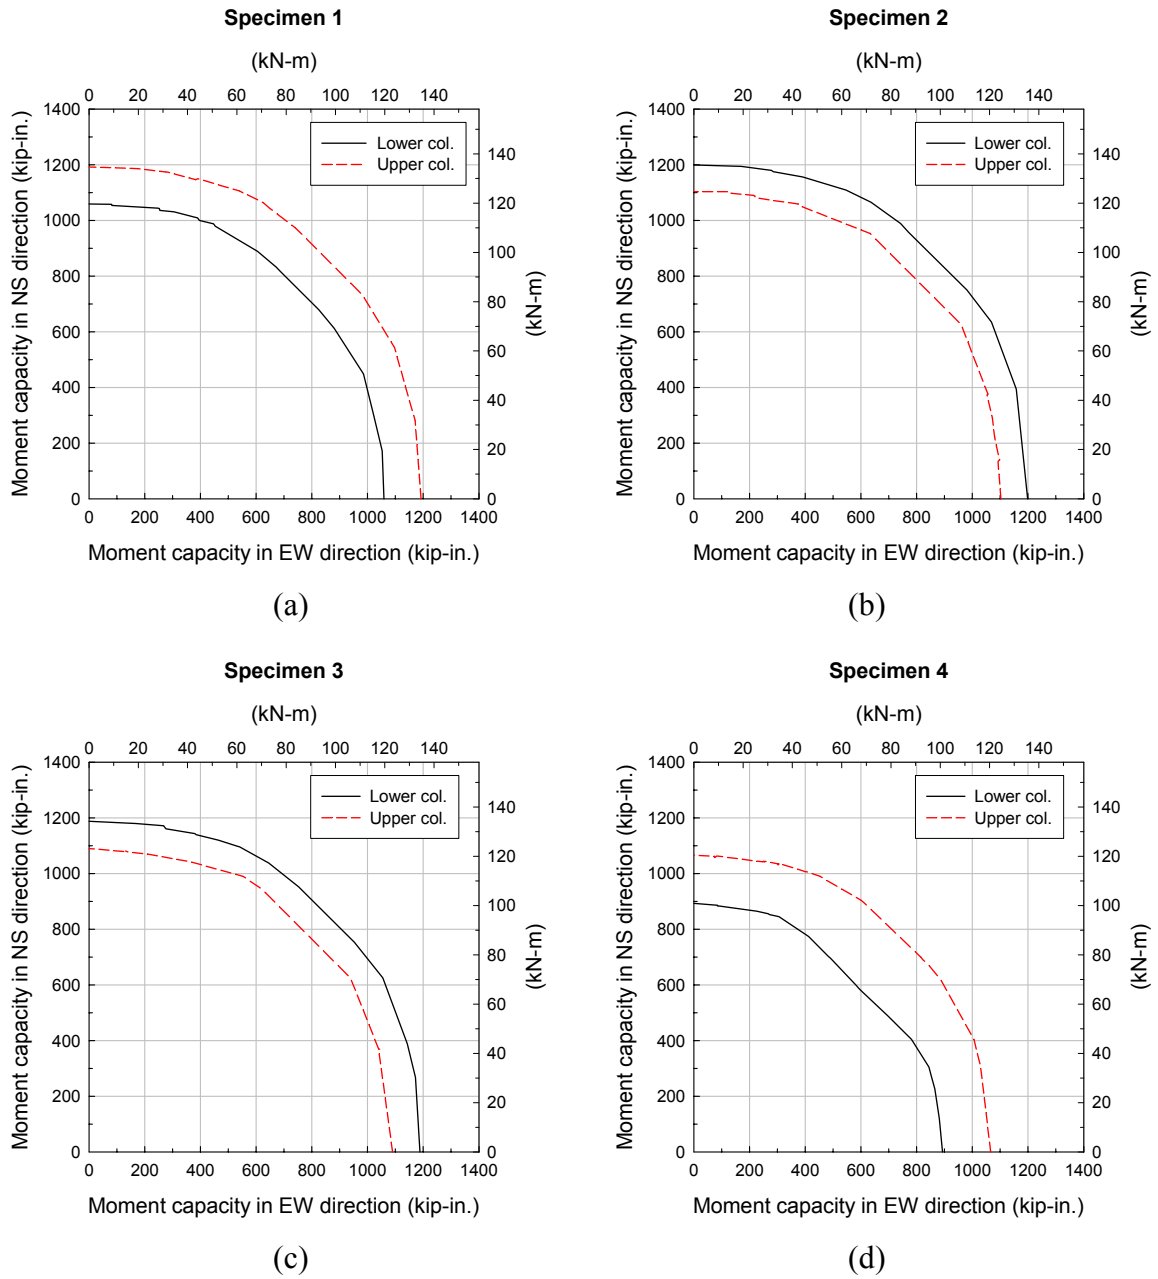 Specimen 1
(kN-m)
0 20 40 60 80 100 120 140
1400
1200
1000
800
600
400
200
0
Moment capacity in NS direction (kip-in.)
Lower col.
Upper col.
140
120
100
80
60
40
20
0
(kN-m)
0 200 400 600 800 1000 1200 1400
Moment capacity in EW direction (kip-in.)
(a)
Specimen 2
(kN-m)
0 20 40 60 80 100 120 140
1400
1200
1000
800
600
400
200
0
Moment capacity in NS direction (kip-in.)
Lower col.
Upper col.
140
120
100
80
60
40
20
0
(kN-m)
0 200 400 600 800 1000 1200 1400
Moment capacity in EW direction (kip-in.)
(b)
Specimen 3
(kN-m)
0 20 40 60 80 100 120 140
1400
1200
1000
800
600
400
200
0
Moment capacity in NS direction (kip-in.)
Lower col.
Upper col.
140
120
100
80
60
40
20
0
(kN-m)
0 200 400 600 800 1000 1200 1400
Moment capacity in EW direction (kip-in.)
(c)
Specimen 4
(kN-m)
0 20 40 60 80 100 120 140
1400
1200
1000
800
600
400
200
0
Moment capacity in NS direction (kip-in.)
Lower col.
Upper col.
140
120
100
80
60
40
20
0
(kN-m)
0 200 400 600 800 1000 1200 1400
Moment capacity in EW direction (kip-in.)
(d)